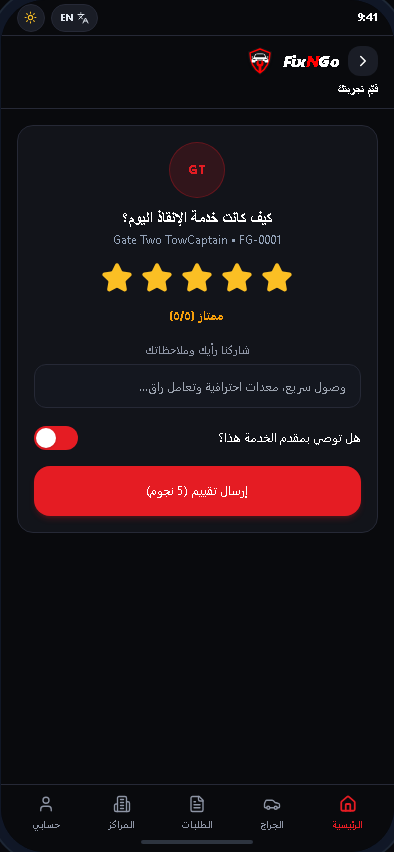 9:41
EN
FixNGo
قيّم تجربتك
GT
كيف كانت خدمة الإنقاذ اليوم؟
Gate Two TowCaptain • FG-0001
ممتاز (5/5)
شاركنا رأيك وملاحظاتك
وصول سريع، معدات احترافية وتعامل راقٍ...
هل توصي بمقدم الخدمة هذا؟
إرسال تقييم (5 نجوم)
الرئيسية
الجراج
الطلبات
المراكز
حسابي